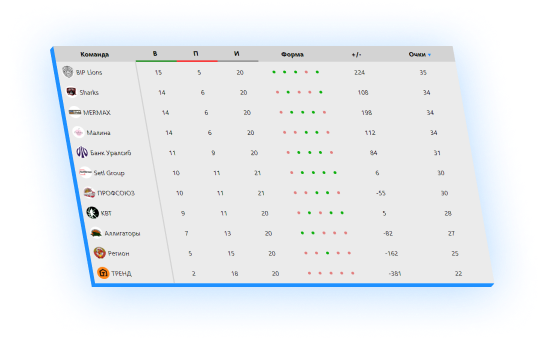 Команда В П И Форма +/- Очки ▼
BIP Lions 15 5 20 224 35
Sharks 14 6 20 108 34
MERMAX 14 6 20 198 34
Малина 14 6 20 112 34
Банк Уралсиб 11 9 20 84 31
Setl Group 10 11 21 6 30
ПРОФСОЮЗ 10 11 21 -55 30
КВТ 9 11 20 5 28
Аллигаторы 7 13 20 -82 27
Регион 5 15 20 -162 25
ТРЕНД 2 18 20 -381 22